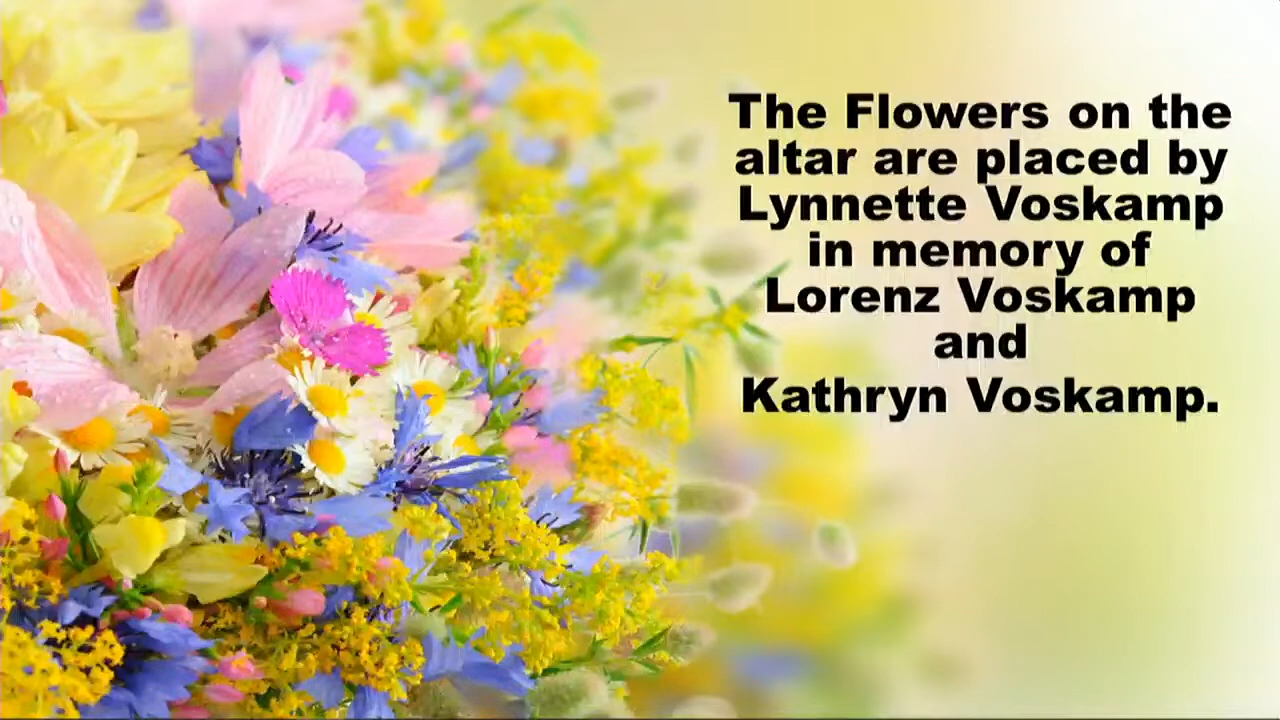 The Flowers on the
altar are placed by
Lynnette Voskamp
in memory of
Lorenz Voskamp
and
Kathryn Voskamp.